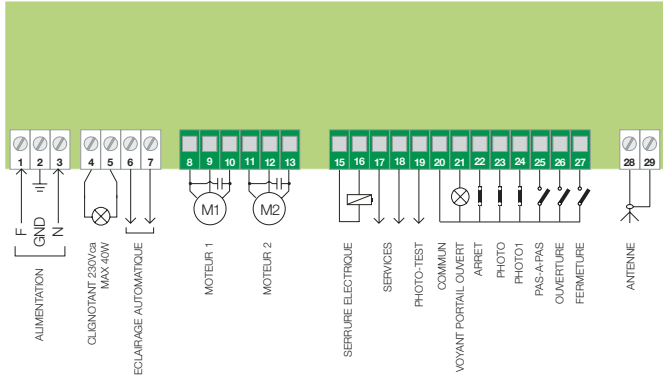 1 2 3 4 5 6 7 8 9 10 11 12 13 15 16 17 18 19 20 21 22 23 24 25 26 27 28 29
M1 M2
F
GND
N
ALIMENTATION
CLIGNOTANT 230Vca
MAX 40W
ECLAIRAGE AUTOMATIQUE
MOTEUR 1
MOTEUR 2
SERRURE ELECTRIQUE
SERVICES
PHOTO-TEST
COMMUN
VOYANT PORTAIL OUVERT
ARRET
PHOTO
PHOTO1
PAS-A-PAS
OUVERTURE
FERMETURE
ANTENNE